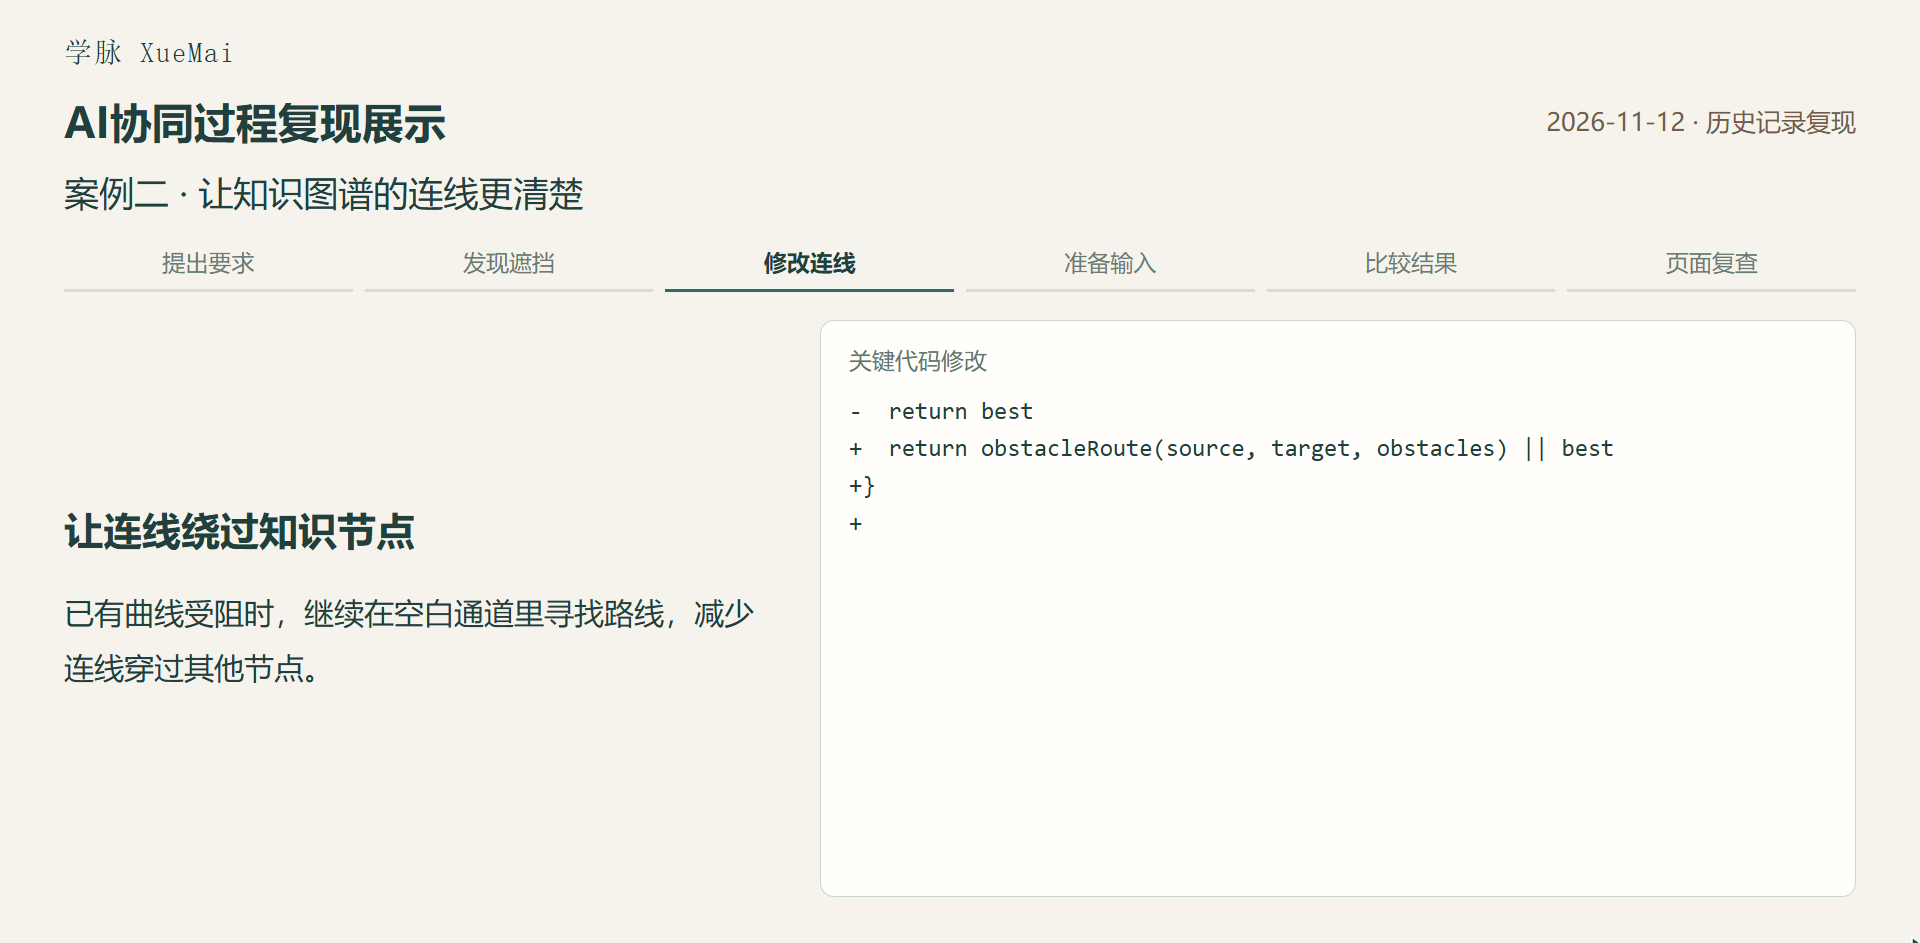 学脉 XueMai
AI协同过程复现展示
2026-11-12 · 历史记录复现
案例二 · 让知识图谱的连线更清楚
提出要求
发现遮挡
修改连线
准备输入
比较结果
页面复查
让连线绕过知识节点
已有曲线受阻时，继续在空白通道里寻找路线，减少
连线穿过其他节点。
关键代码修改
-  return best
+  return obstacleRoute(source, target, obstacles) || best
+}
+